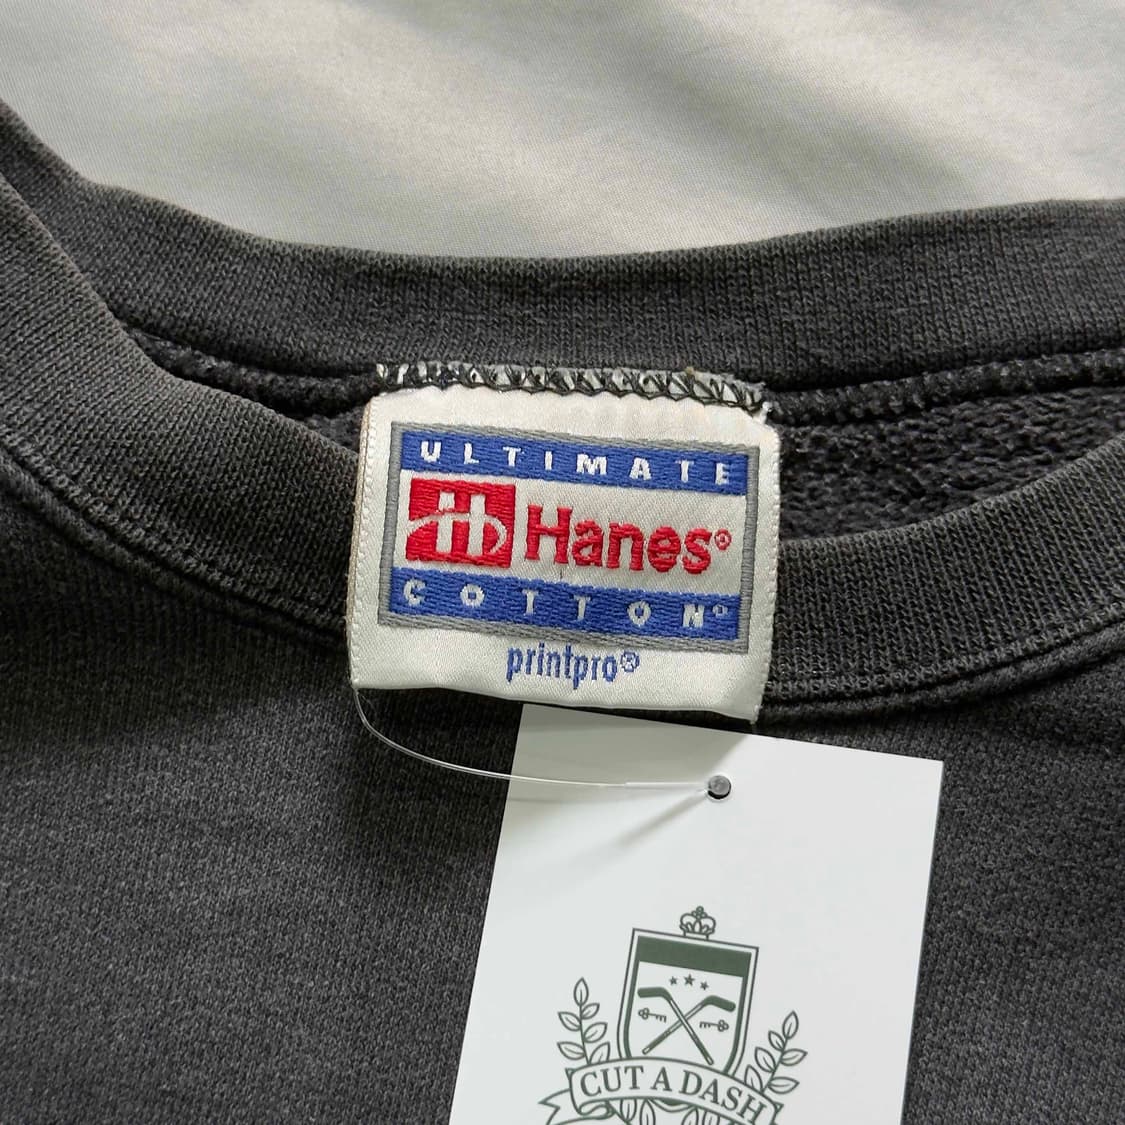 ULTIMATE
Hanes®
COTTON®
printpro®
CUT A DASH